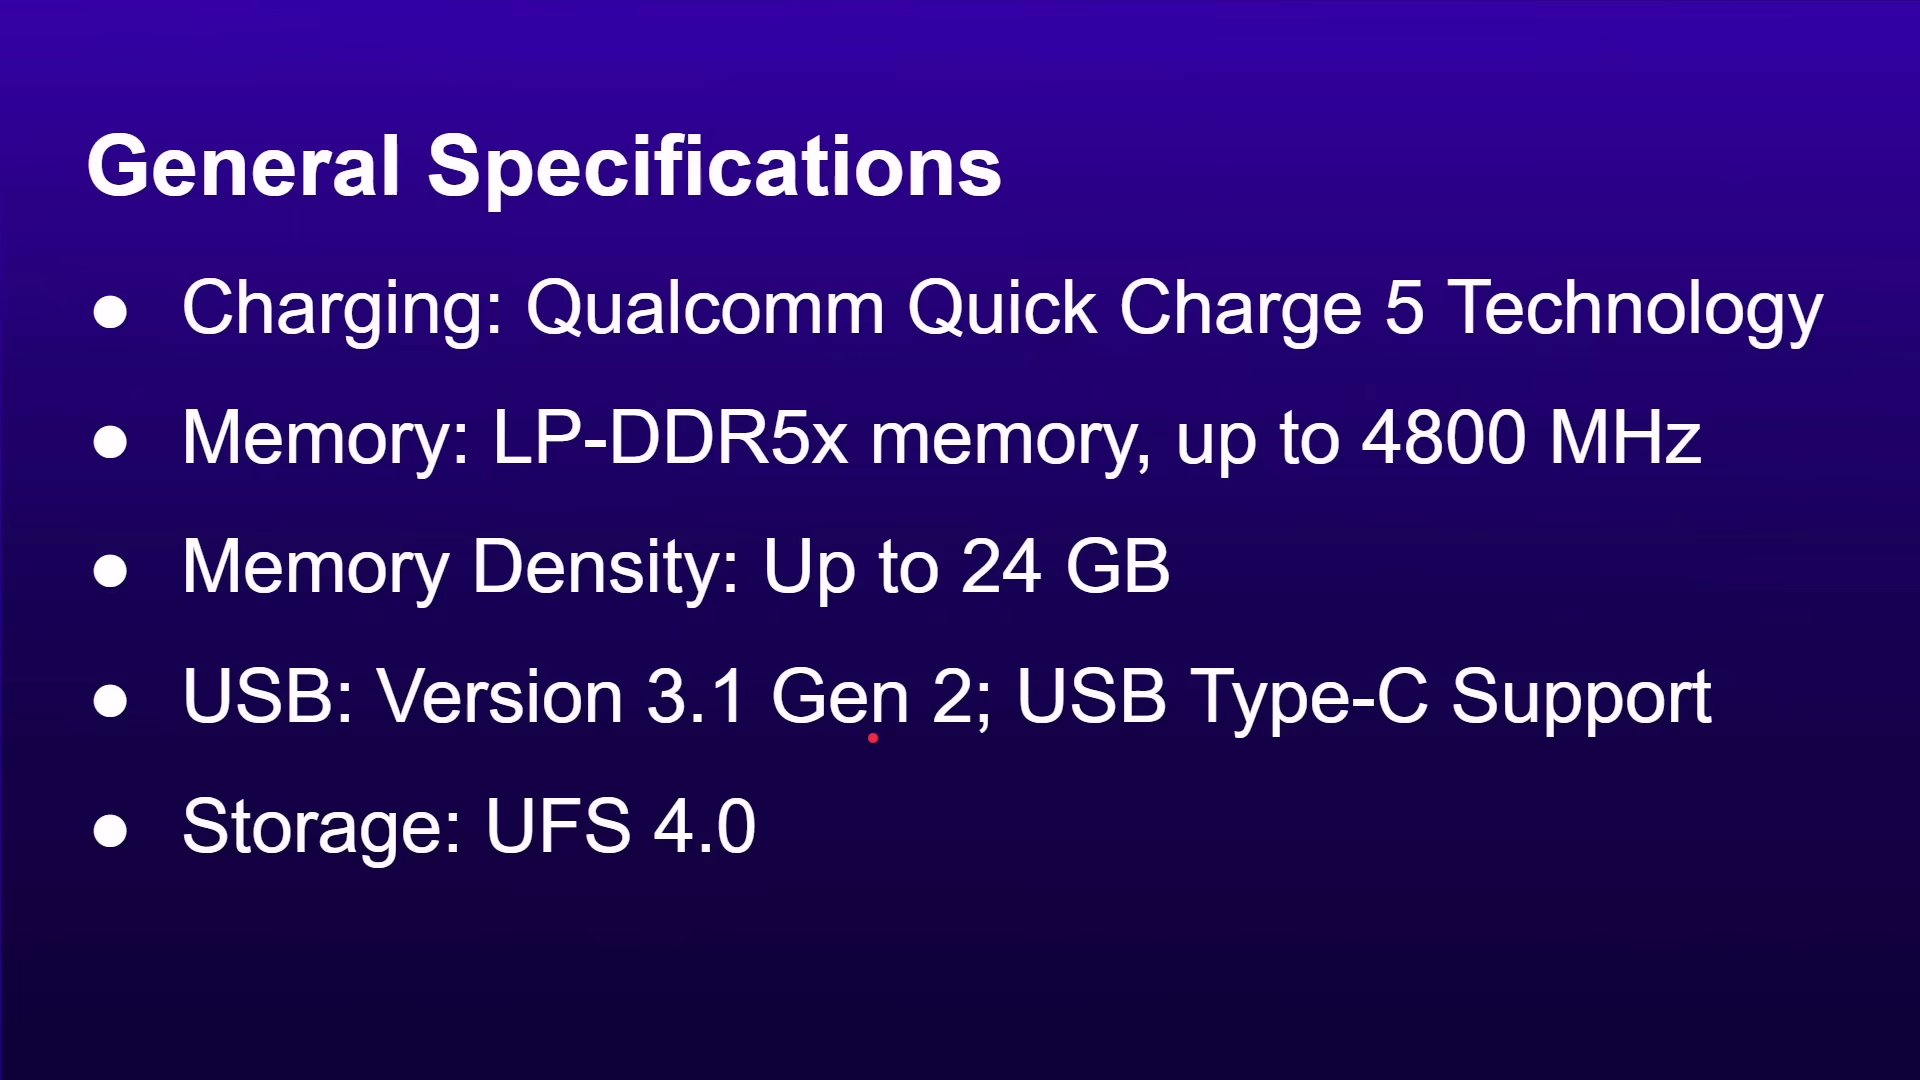 General Specifications
● Charging: Qualcomm Quick Charge 5 Technology
● Memory: LP-DDR5x memory, up to 4800 MHz
● Memory Density: Up to 24 GB
● USB: Version 3.1 Gen 2; USB Type-C Support
● Storage: UFS 4.0